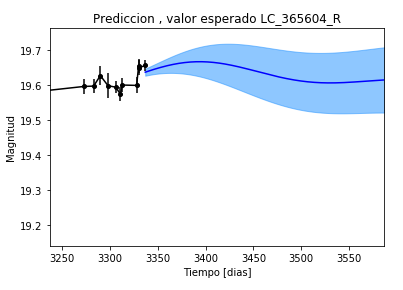 Prediccion , valor esperado LC_365604_R
Magnitud
19.7
19.6
19.5
19.4
19.3
19.2
3250 3300 3350 3400 3450 3500 3550
Tiempo [dias]